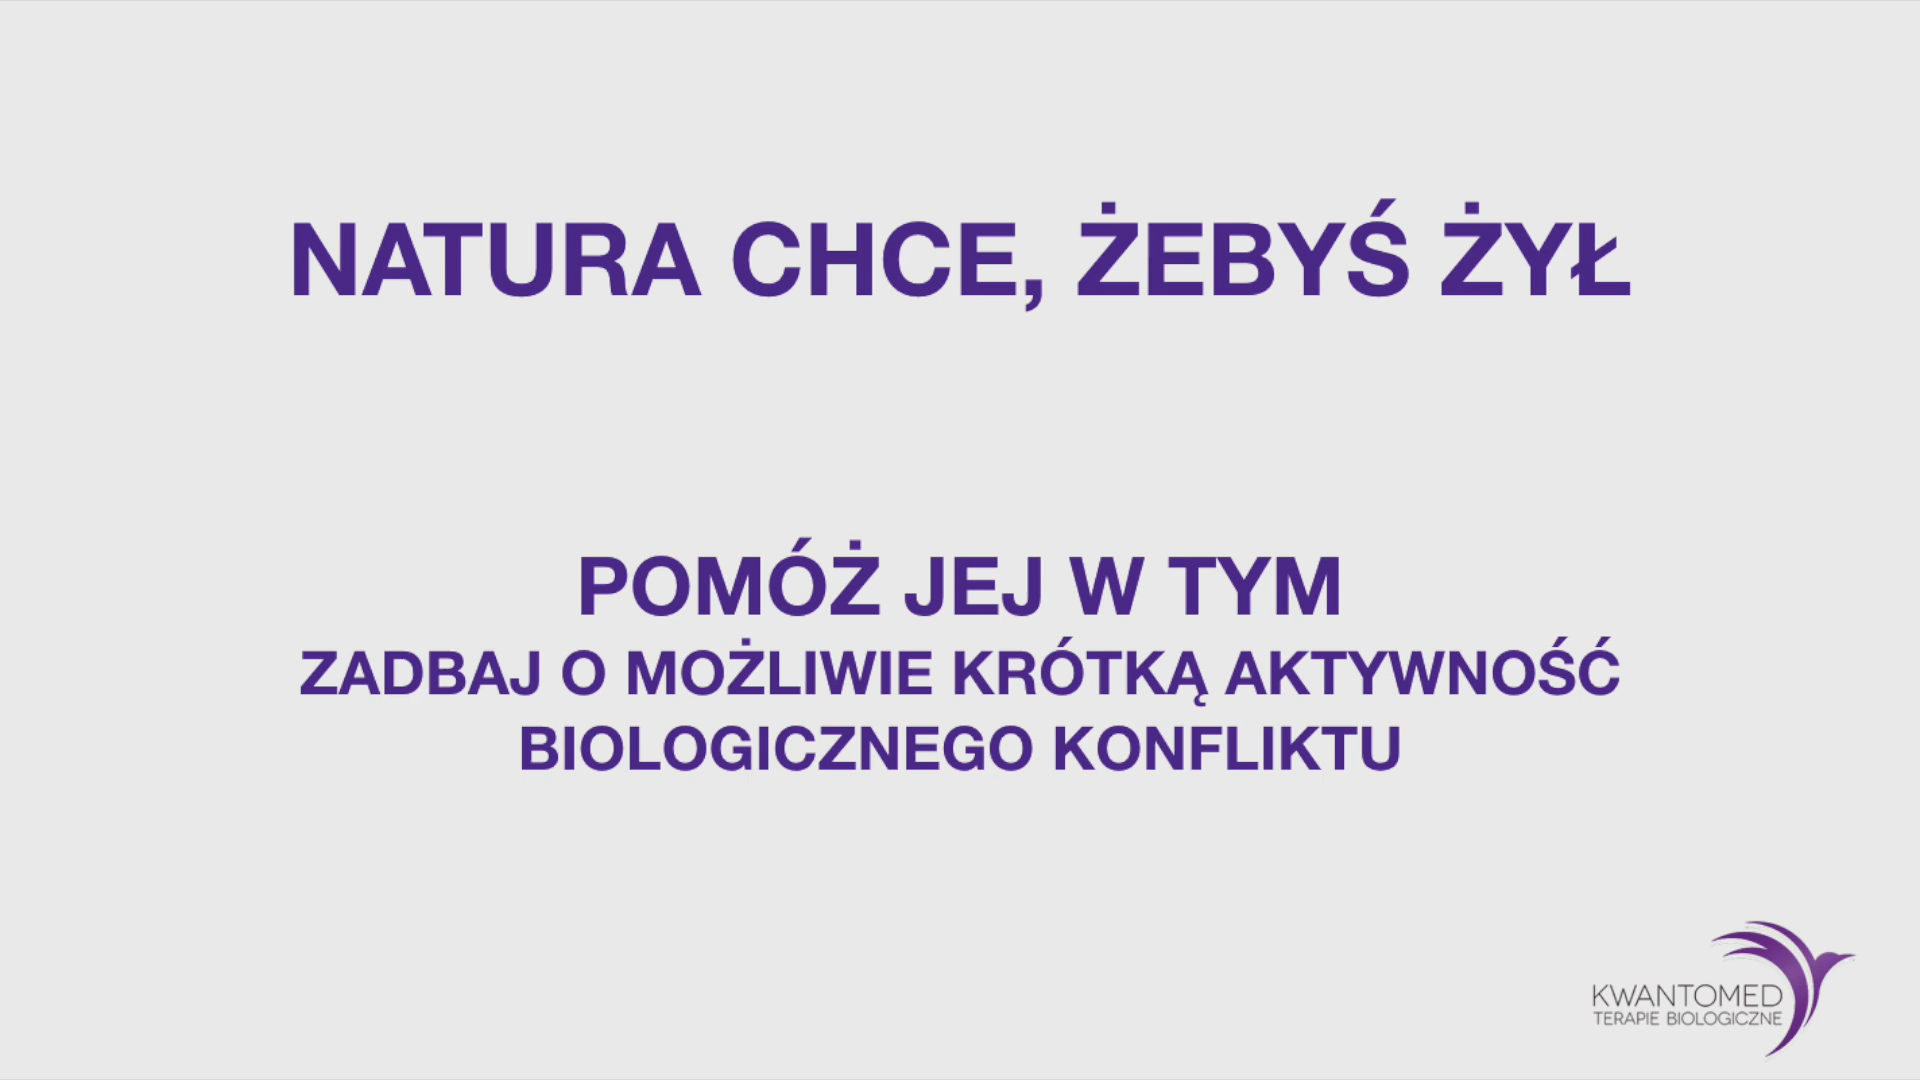 NATURA CHCE, ŻEBYŚ ŻYŁ
POMÓŻ JEJ W TYM
ZADBAJ O MOŻLIWIE KRÓTKĄ AKTYWNOŚĆ
BIOLOGICZNEGO KONFLIKTU
KWANTOMED
TERAPIE BIOLOGICZNE